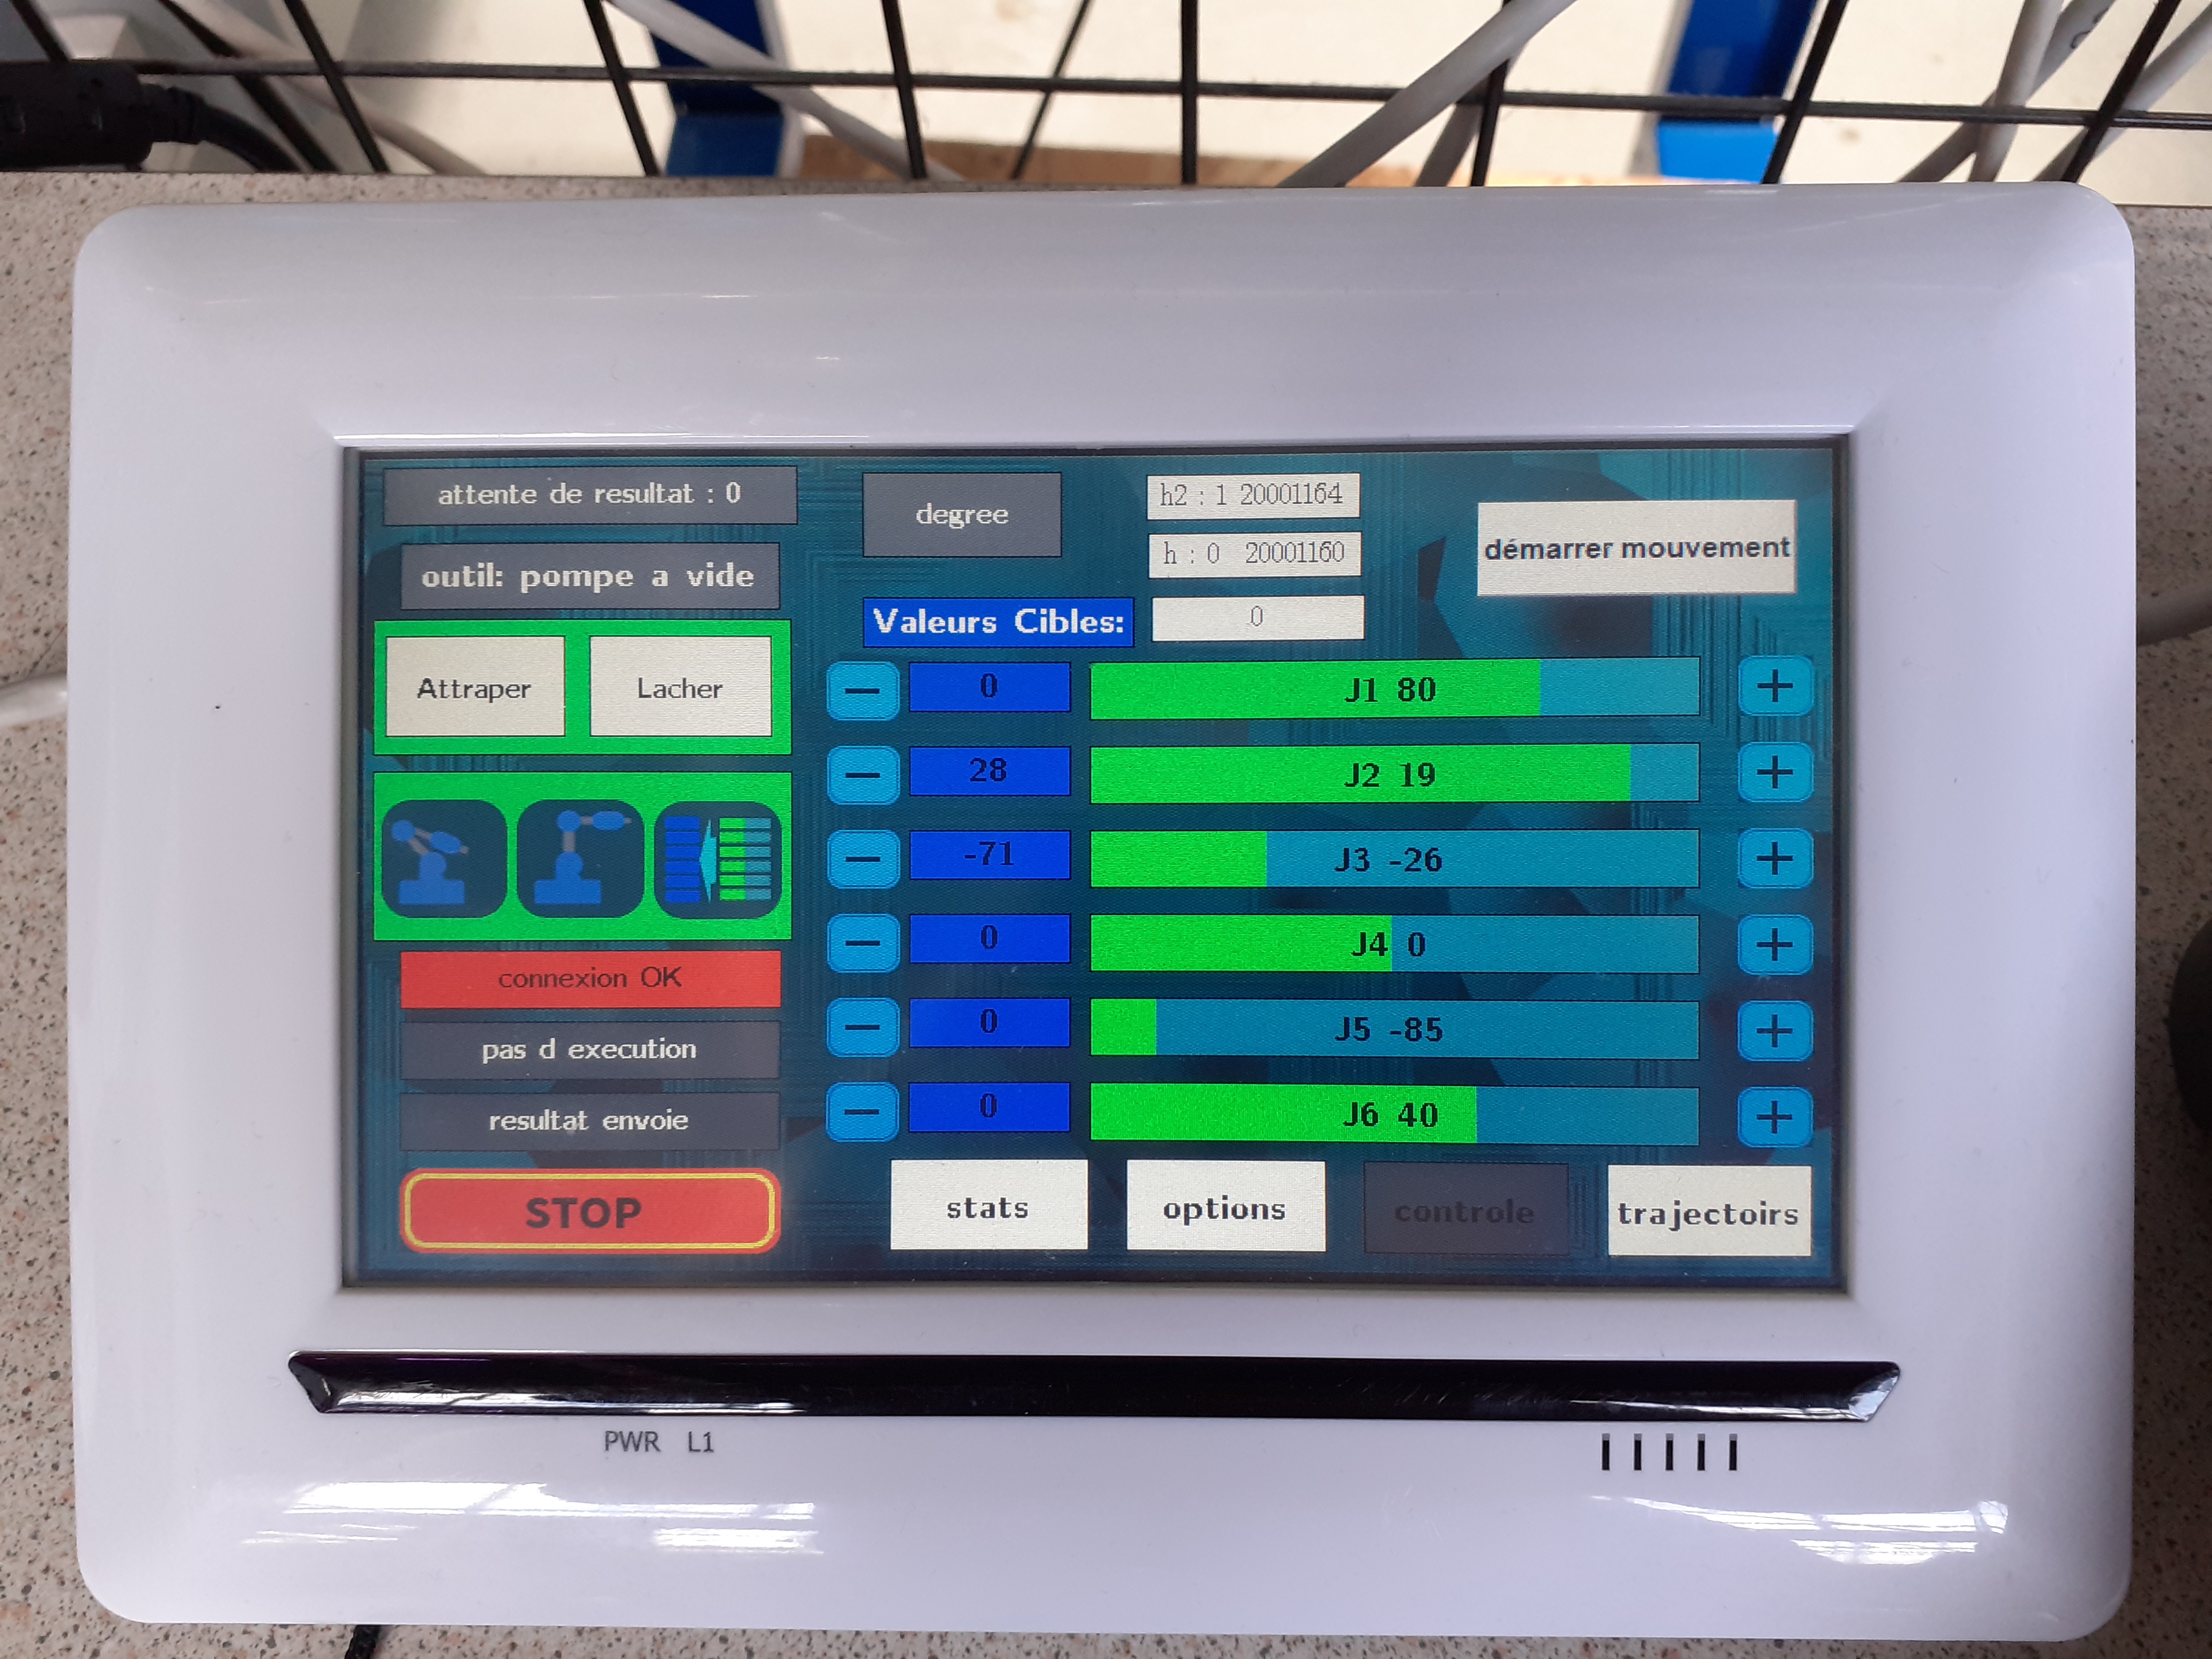 attente de resultat : 0
degree
h2 : 1 20001164
démarrer mouvement
h : 0 20001160
outil: pompe a vide
Valeurs Cibles:
0
Attraper
Lacher
0
J1 80
28
J2 19
-71
J3 -26
0
J4 0
connexion OK
0
J5 -85
pas d execution
0
J6 40
resultat envoie
STOP
stats
options
controle
trajectoirs
PWR L1